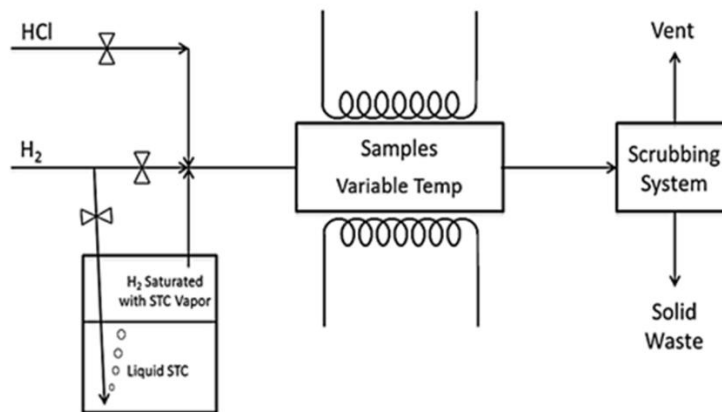 HCl
H₂
Samples
Variable Temp
Vent
Scrubbing
System
Solid
Waste
H₂ Saturated
with STC Vapor
Liquid STC